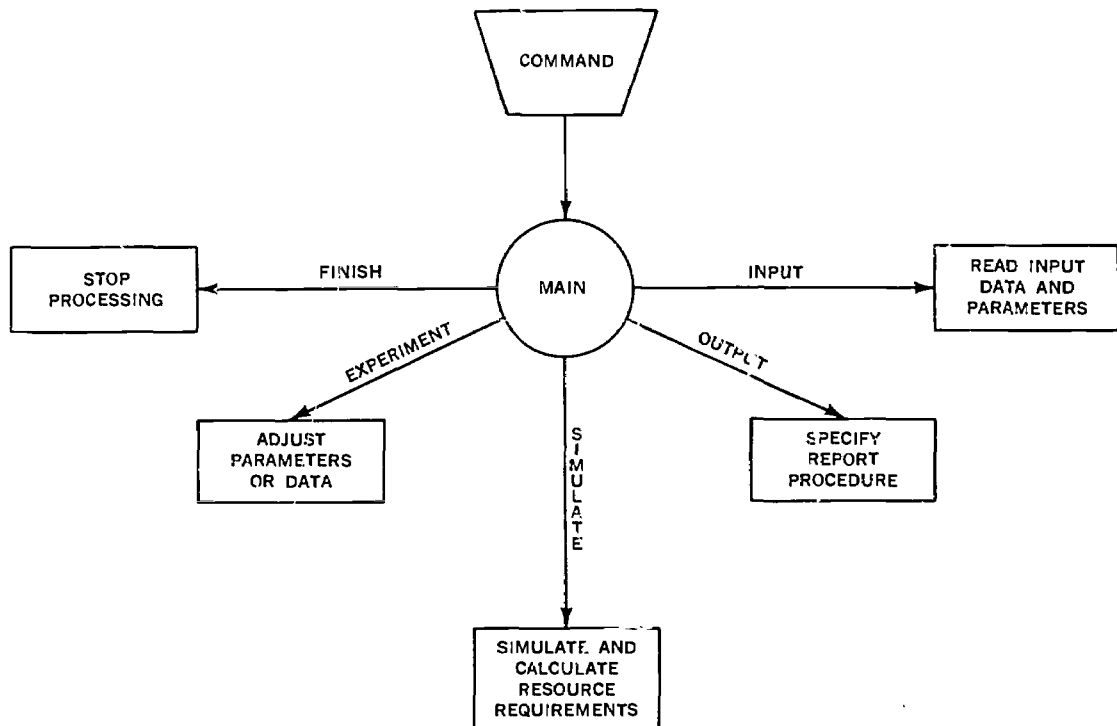 COMMAND
MAIN
FINISH
STOP
PROCESSING
INPUT
READ INPUT
DATA AND
PARAMETERS
EXPERIMENT
ADJUST
PARAMETERS
OR DATA
OUTPUT
SPECIFY
REPORT
PROCEDURE
SIMULATE
SIMULATE AND
CALCULATE
RESOURCE
REQUIREMENTS